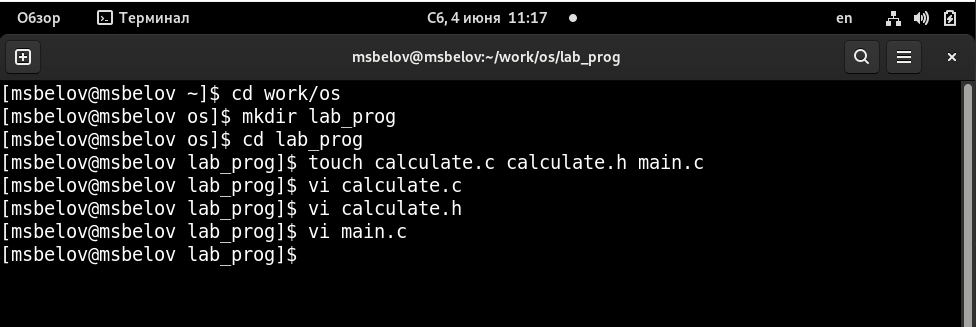 Обзор Терминал Сб, 4 июня 11:17 en
msbelov@msbelov:~/work/os/lab_prog
[msbelov@msbelov ~]$ cd work/os
[msbelov@msbelov os]$ mkdir lab_prog
[msbelov@msbelov os]$ cd lab_prog
[msbelov@msbelov lab_prog]$ touch calculate.c calculate.h main.c
[msbelov@msbelov lab_prog]$ vi calculate.c
[msbelov@msbelov lab_prog]$ vi calculate.h
[msbelov@msbelov lab_prog]$ vi main.c
[msbelov@msbelov lab_prog]$